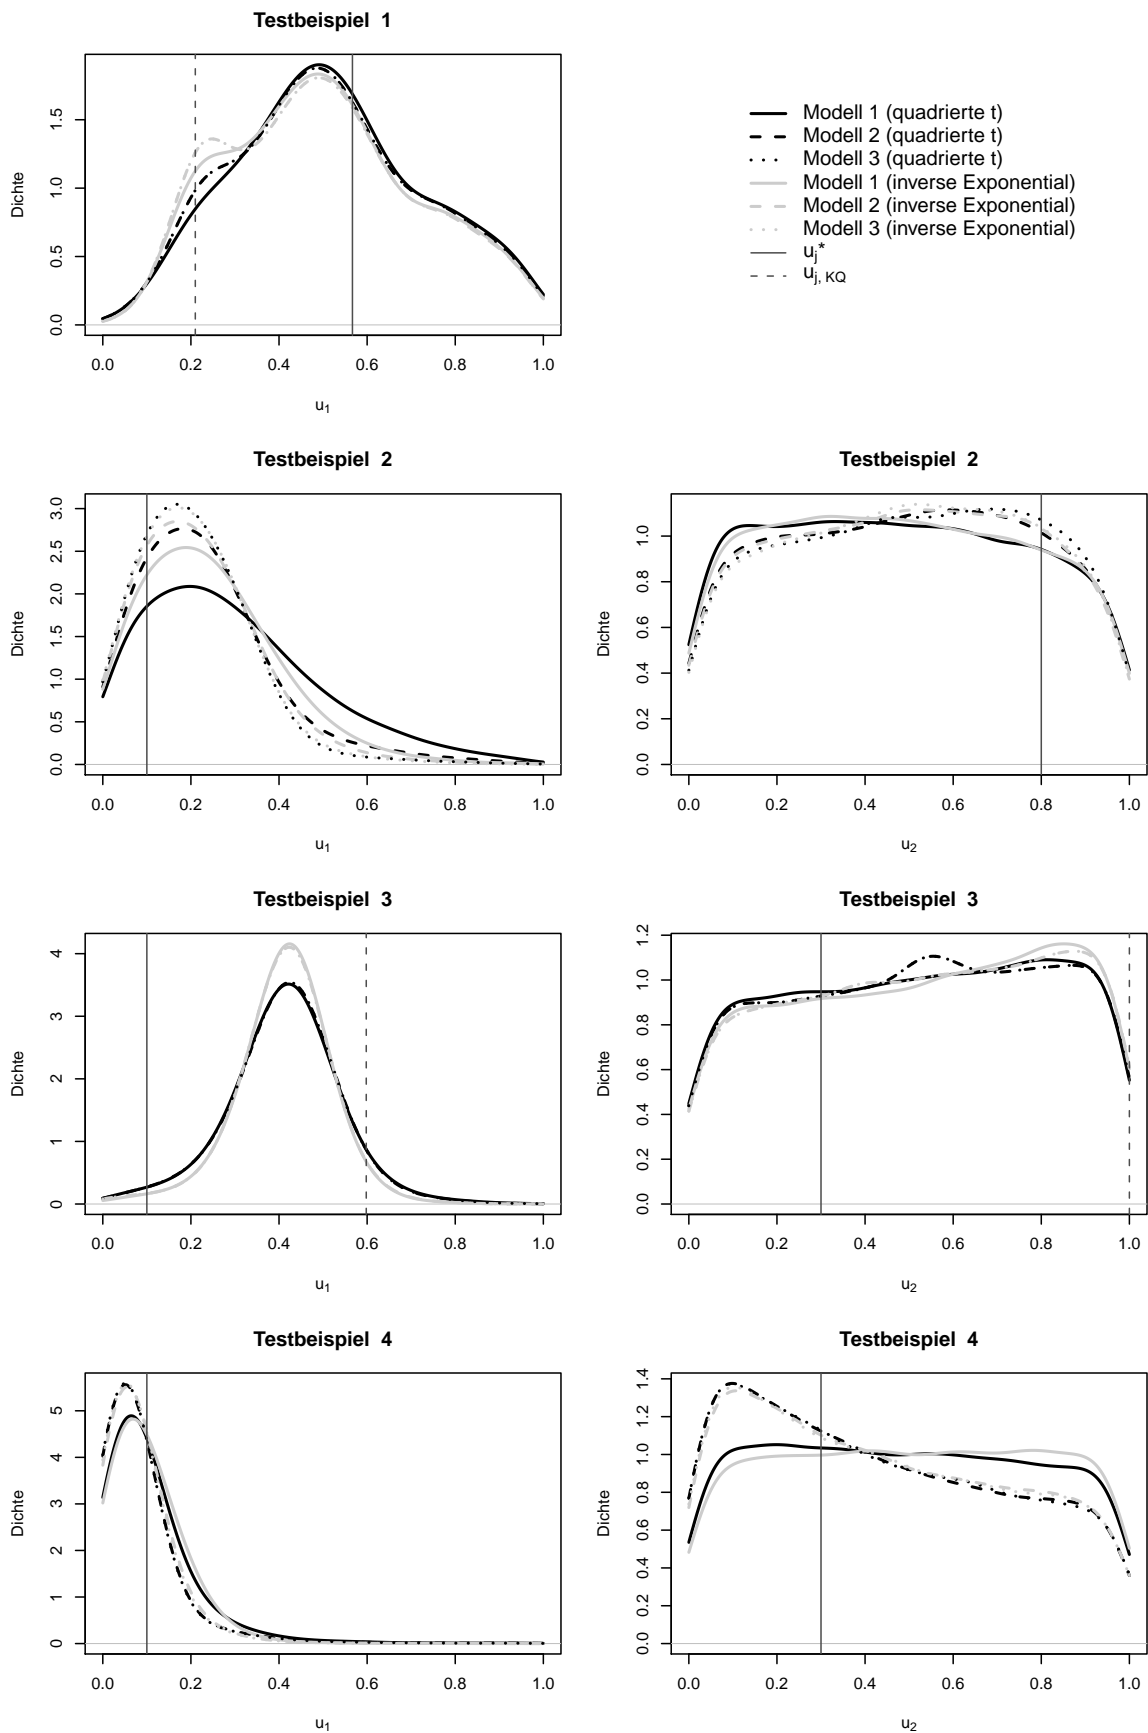 Testbeispiel 1
Dichte
0.0 0.5 1.0 1.5
0.0 0.2 0.4 0.6 0.8 1.0
u1
Modell 1 (quadrierte t)
Modell 2 (quadrierte t)
Modell 3 (quadrierte t)
Modell 1 (inverse Exponential)
Modell 2 (inverse Exponential)
Modell 3 (inverse Exponential)
uj*
uj, KQ
Testbeispiel 2
Dichte
0.0 0.5 1.0 1.5 2.0 2.5 3.0
0.0 0.2 0.4 0.6 0.8 1.0
u1
Testbeispiel 2
Dichte
0.0 0.2 0.4 0.6 0.8 1.0
0.0 0.2 0.4 0.6 0.8 1.0
u2
Testbeispiel 3
Dichte
0 1 2 3 4
0.0 0.2 0.4 0.6 0.8 1.0
u1
Testbeispiel 3
Dichte
0.0 0.2 0.4 0.6 0.8 1.0 1.2
0.0 0.2 0.4 0.6 0.8 1.0
u2
Testbeispiel 4
Dichte
0 1 2 3 4 5
0.0 0.2 0.4 0.6 0.8 1.0
u1
Testbeispiel 4
Dichte
0.0 0.2 0.4 0.6 0.8 1.0 1.2 1.4
0.0 0.2 0.4 0.6 0.8 1.0
u2